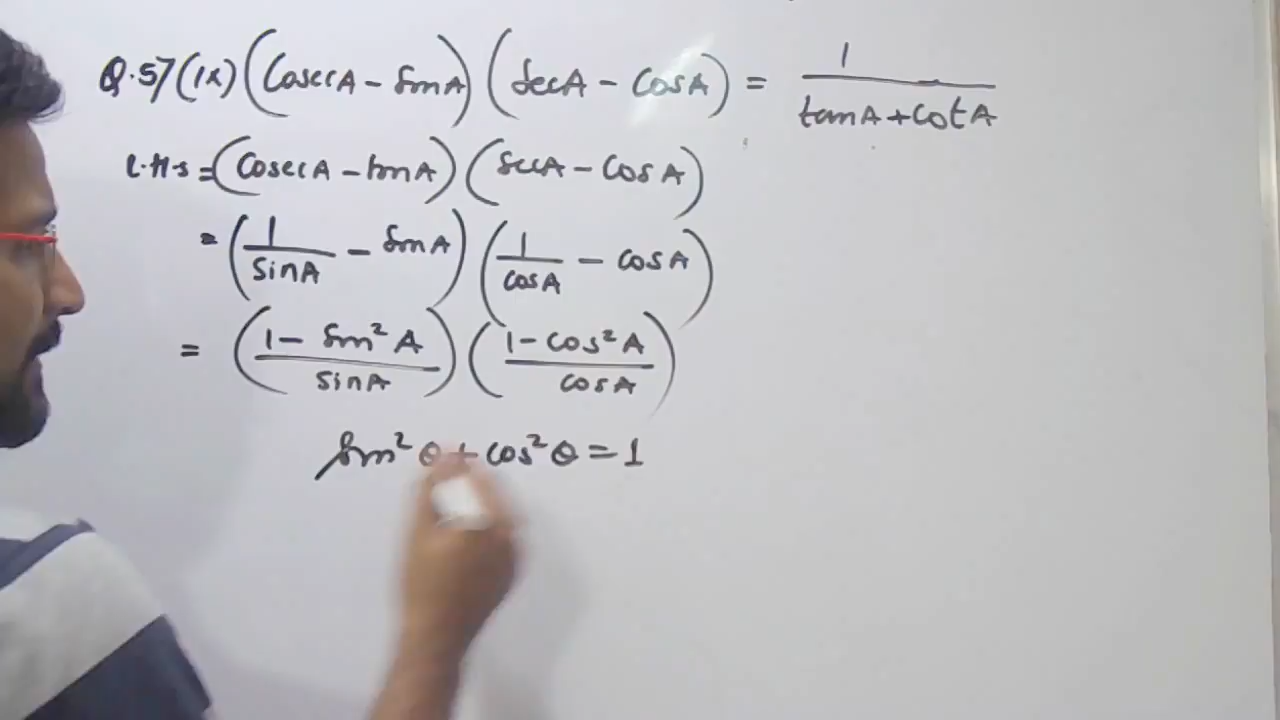 Q.57(ix) (CosecA - SinA) (SecA - CosA) = 1/(tanA + CotA)
L.H.S = (CosecA - tanA) (SecA - CosA)
= (1/SinA - SinA) (1/CosA - CosA)
= ((1 - Sin²A)/SinA) ((1 - Cos²A)/CosA)
Sin²θ + Cos²θ = 1